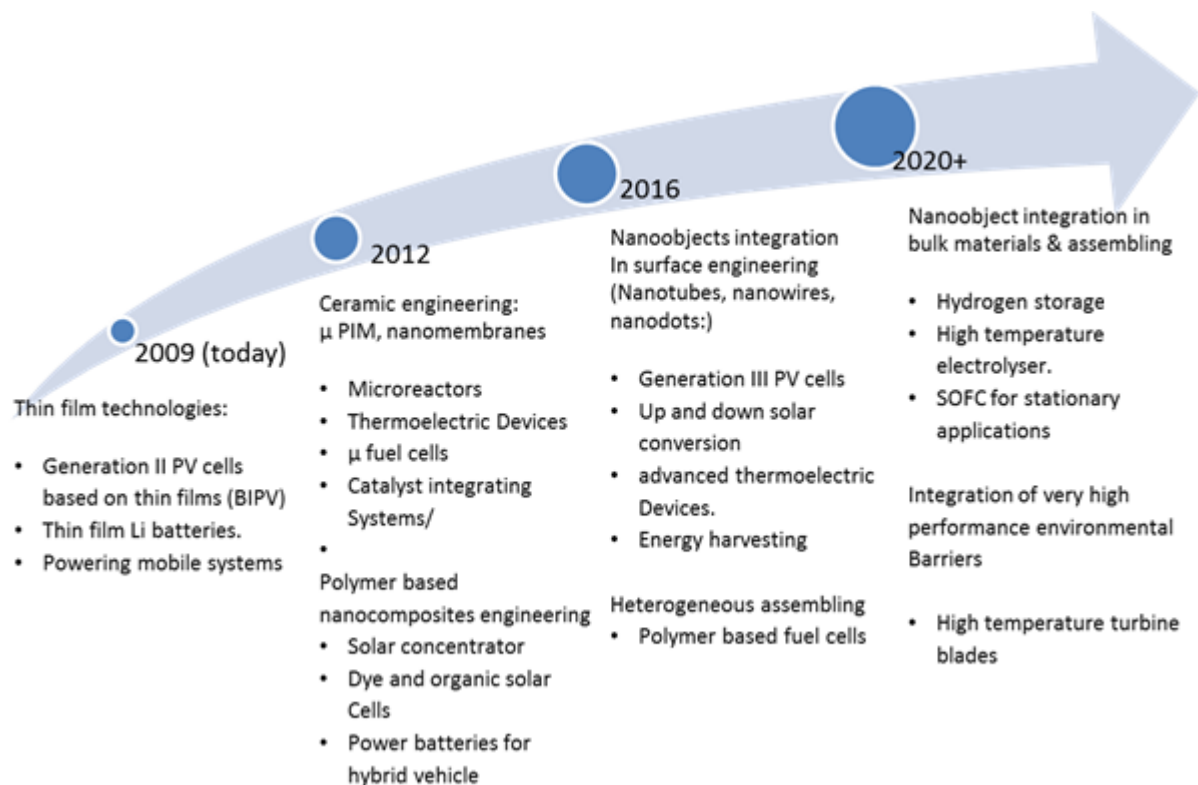 2009 (today)
Thin film technologies:
• Generation II PV cells
based on thin films (BIPV)
• Thin film Li batteries.
• Powering mobile systems
2012
Ceramic engineering:
µ PIM, nanomembranes
• Microreactors
• Thermoelectric Devices
• µ fuel cells
• Catalyst integrating
Systems/
•
Polymer based
nanocomposites engineering
• Solar concentrator
• Dye and organic solar
Cells
• Power batteries for
hybrid vehicle
2016
Nanoobjects integration
In surface engineering
(Nanotubes, nanowires,
nanodots:)
• Generation III PV cells
• Up and down solar
conversion
• advanced thermoelectric
Devices.
• Energy harvesting
Heterogeneous assembling
• Polymer based fuel cells
2020+
Nanoobject integration in
bulk materials & assembling
• Hydrogen storage
• High temperature
electrolyser.
• SOFC for stationary
applications
Integration of very high
performance environmental
Barriers
• High temperature turbine
blades